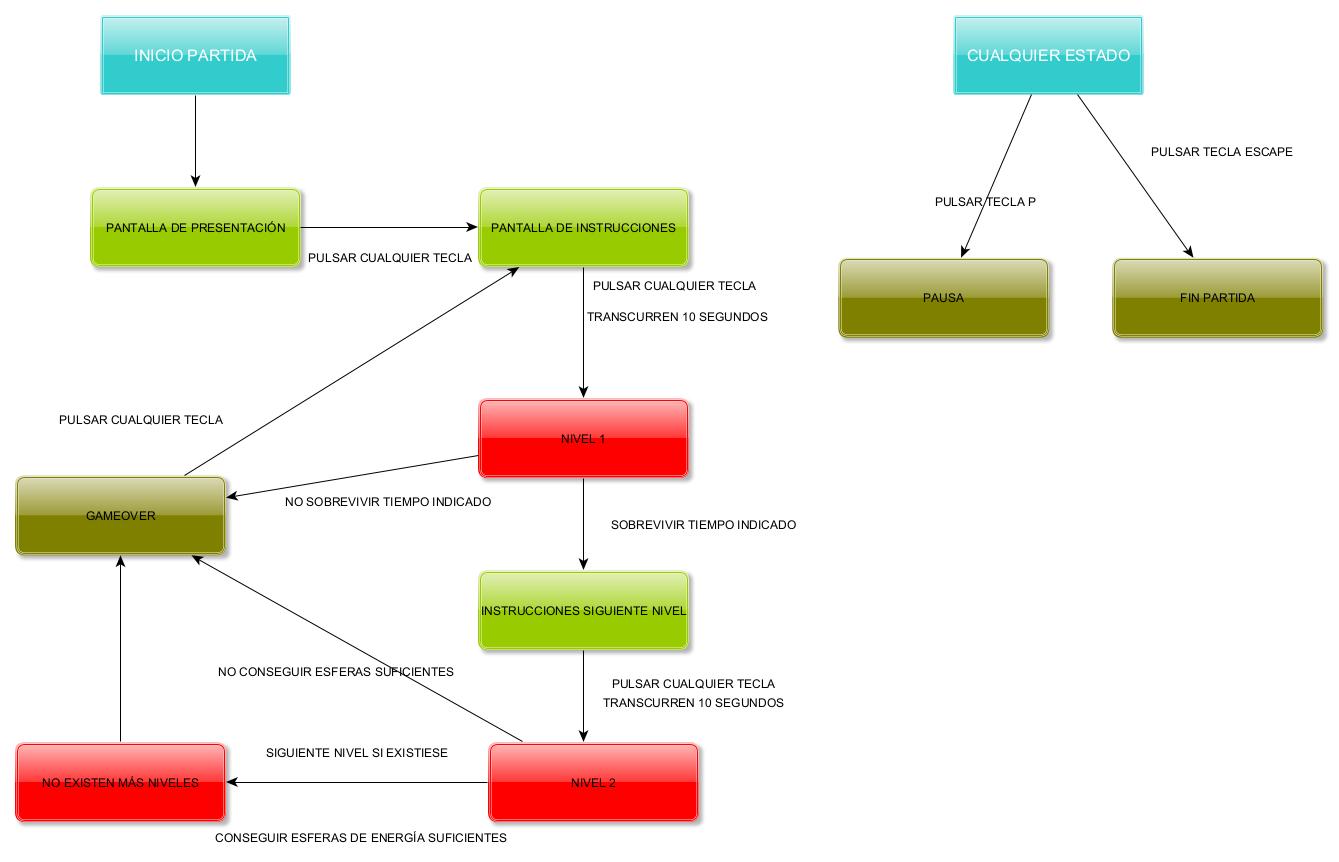 INICIO PARTIDA
CUALQUIER ESTADO
PULSAR TECLA ESCAPE
PULSAR TECLA P
PANTALLA DE PRESENTACIÓN
PANTALLA DE INSTRUCCIONES
PULSAR CUALQUIER TECLA
PULSAR CUALQUIER TECLA
TRANSCURREN 10 SEGUNDOS
PAUSA
FIN PARTIDA
PULSAR CUALQUIER TECLA
NIVEL 1
NO SOBREVIVIR TIEMPO INDICADO
GAMEOVER
SOBREVIVIR TIEMPO INDICADO
INSTRUCCIONES SIGUIENTE NIVEL
NO CONSEGUIR ESFERAS SUFICIENTES
PULSAR CUALQUIER TECLA
TRANSCURREN 10 SEGUNDOS
SIGUIENTE NIVEL SI EXISTIESE
NO EXISTEN MÁS NIVELES
NIVEL 2
CONSEGUIR ESFERAS DE ENERGÍA SUFICIENTES